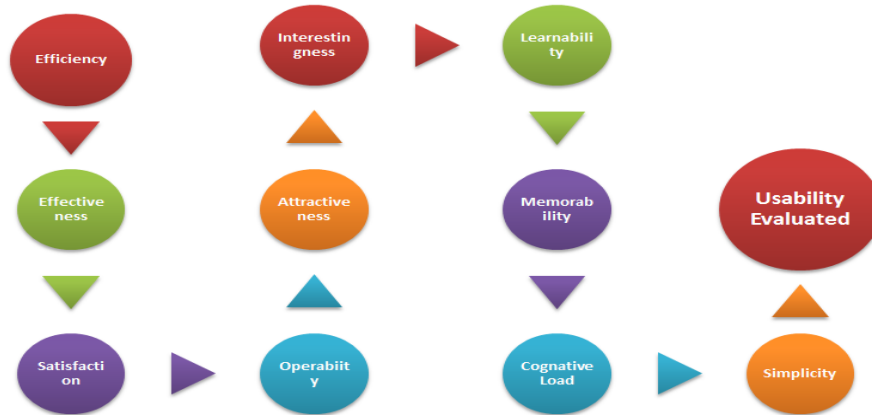 Efficiency
Effective
ness
Satisfacti
on
Operabiit
y
Attractive
ness
Interestin
gness
Learnabili
ty
Memorab
ility
Cognative
Load
Simplicity
Usability
Evaluated